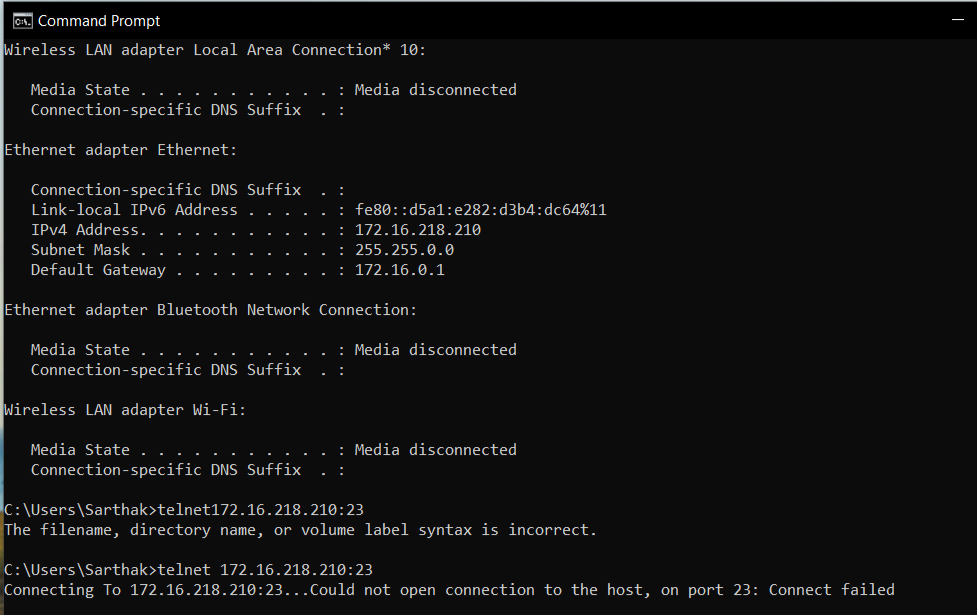 Command Prompt
Wireless LAN adapter Local Area Connection* 10:
Media State . . . . . . . . . . . : Media disconnected
Connection-specific DNS Suffix  . :
Ethernet adapter Ethernet:
Connection-specific DNS Suffix  . :
Link-local IPv6 Address . . . . . : fe80::d5a1:e282:d3b4:dc64%11
IPv4 Address. . . . . . . . . . . : 172.16.218.210
Subnet Mask . . . . . . . . . . . : 255.255.0.0
Default Gateway . . . . . . . . . : 172.16.0.1
Ethernet adapter Bluetooth Network Connection:
Media State . . . . . . . . . . . : Media disconnected
Connection-specific DNS Suffix  . :
Wireless LAN adapter Wi-Fi:
Media State . . . . . . . . . . . : Media disconnected
Connection-specific DNS Suffix  . :
C:\Users\Sarthak>telnet172.16.218.210:23
The filename, directory name, or volume label syntax is incorrect.
C:\Users\Sarthak>telnet 172.16.218.210:23
Connecting To 172.16.218.210:23...Could not open connection to the host, on port 23: Connect failed